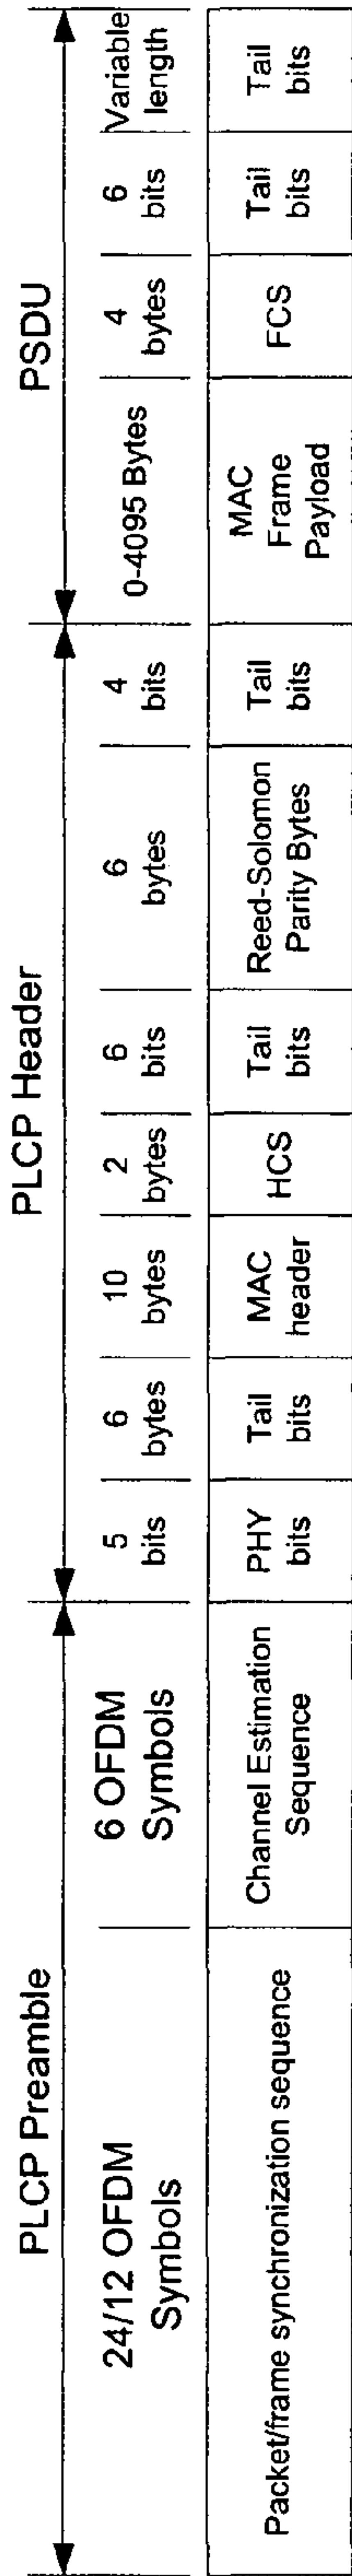 PLCP Preamble
PLCP Header
PSDU
24/12 OFDM
Symbols
6 OFDM
Symbols
5
bits
6
bytes
10
bytes
2
bytes
6
bits
6
bytes
4
bits
0-4095 Bytes
4
bytes
6
bits
Variable
length
Packet/frame synchronization sequence
Channel Estimation
Sequence
PHY
bits
Tail
bits
MAC
header
HCS
Tail
bits
Reed-Solomon
Parity Bytes
Tail
bits
MAC
Frame
Payload
FCS
Tail
bits
Tail
bits